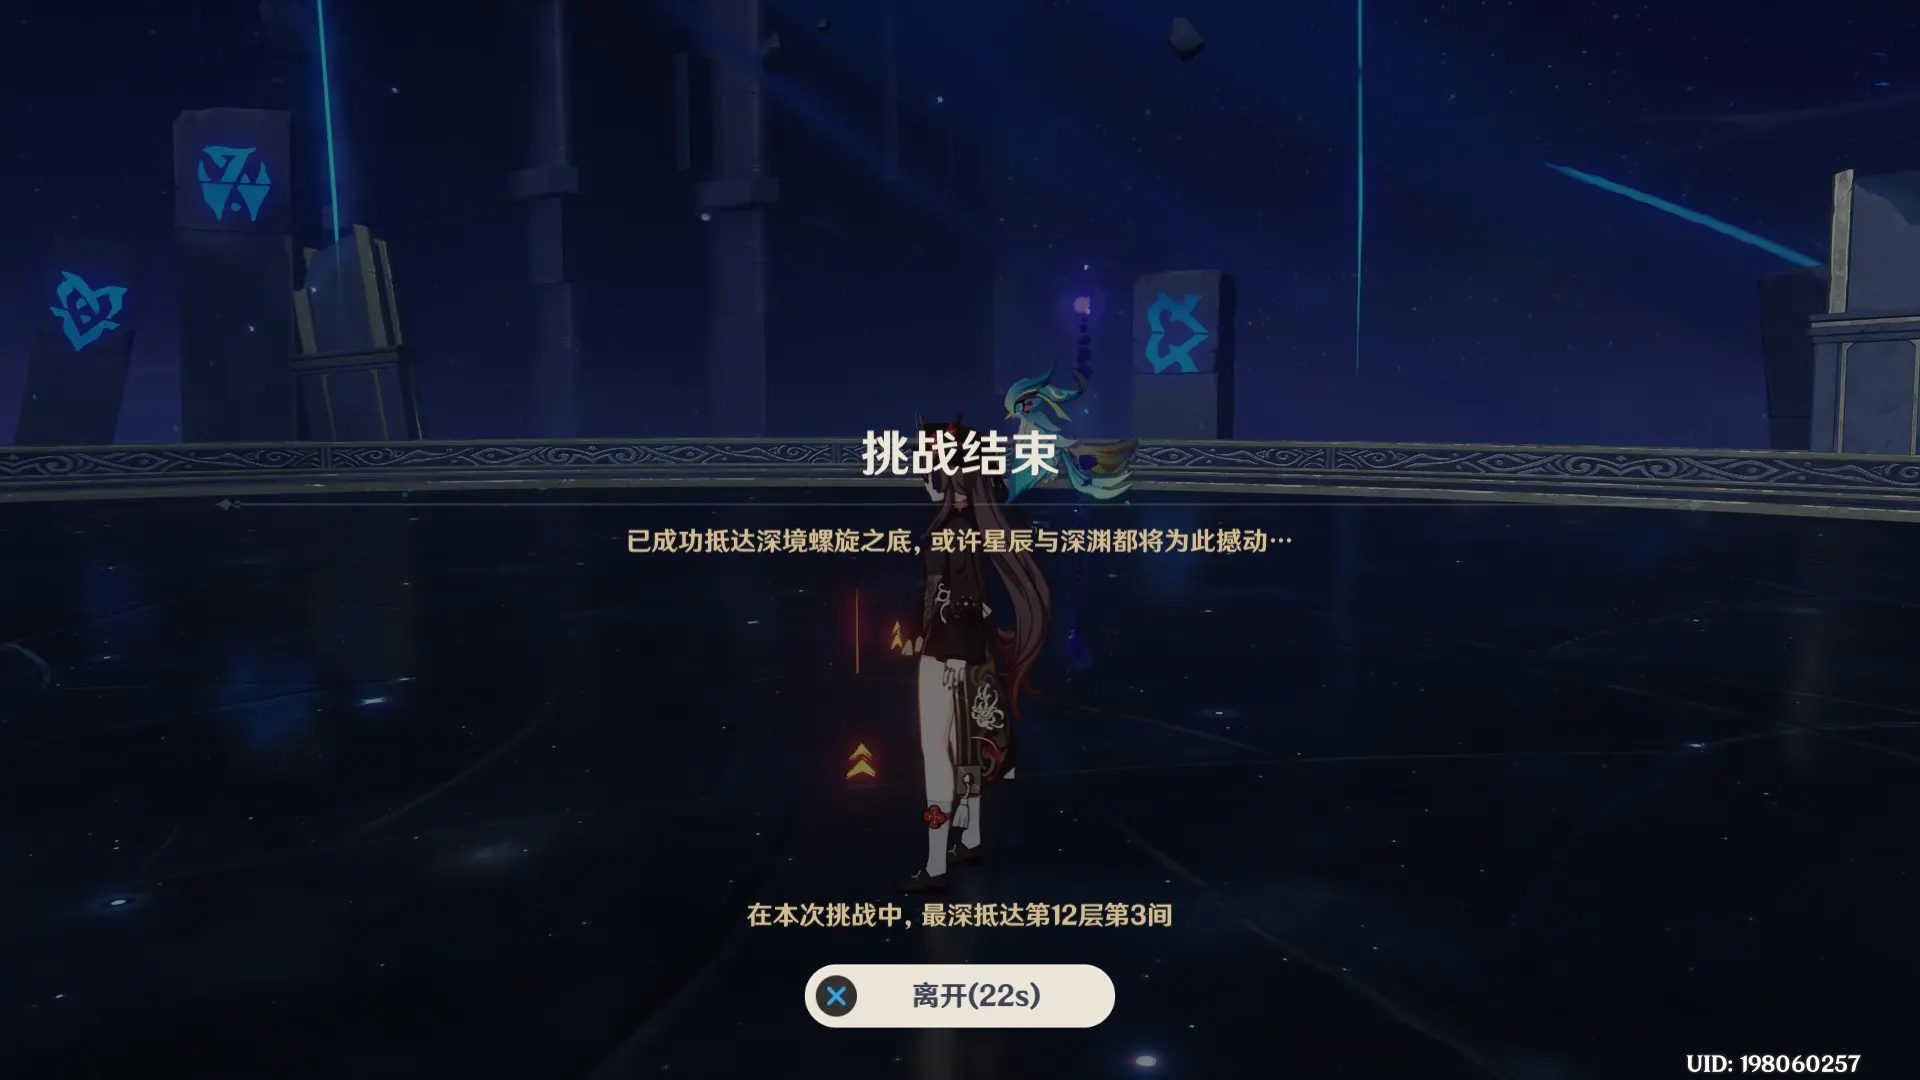 挑战结束
已成功抵达深境螺旋之底，或许星辰与深渊都将为此撼动…
在本次挑战中，最深抵达第12层第3间
离开(22s)
UID: 198060257